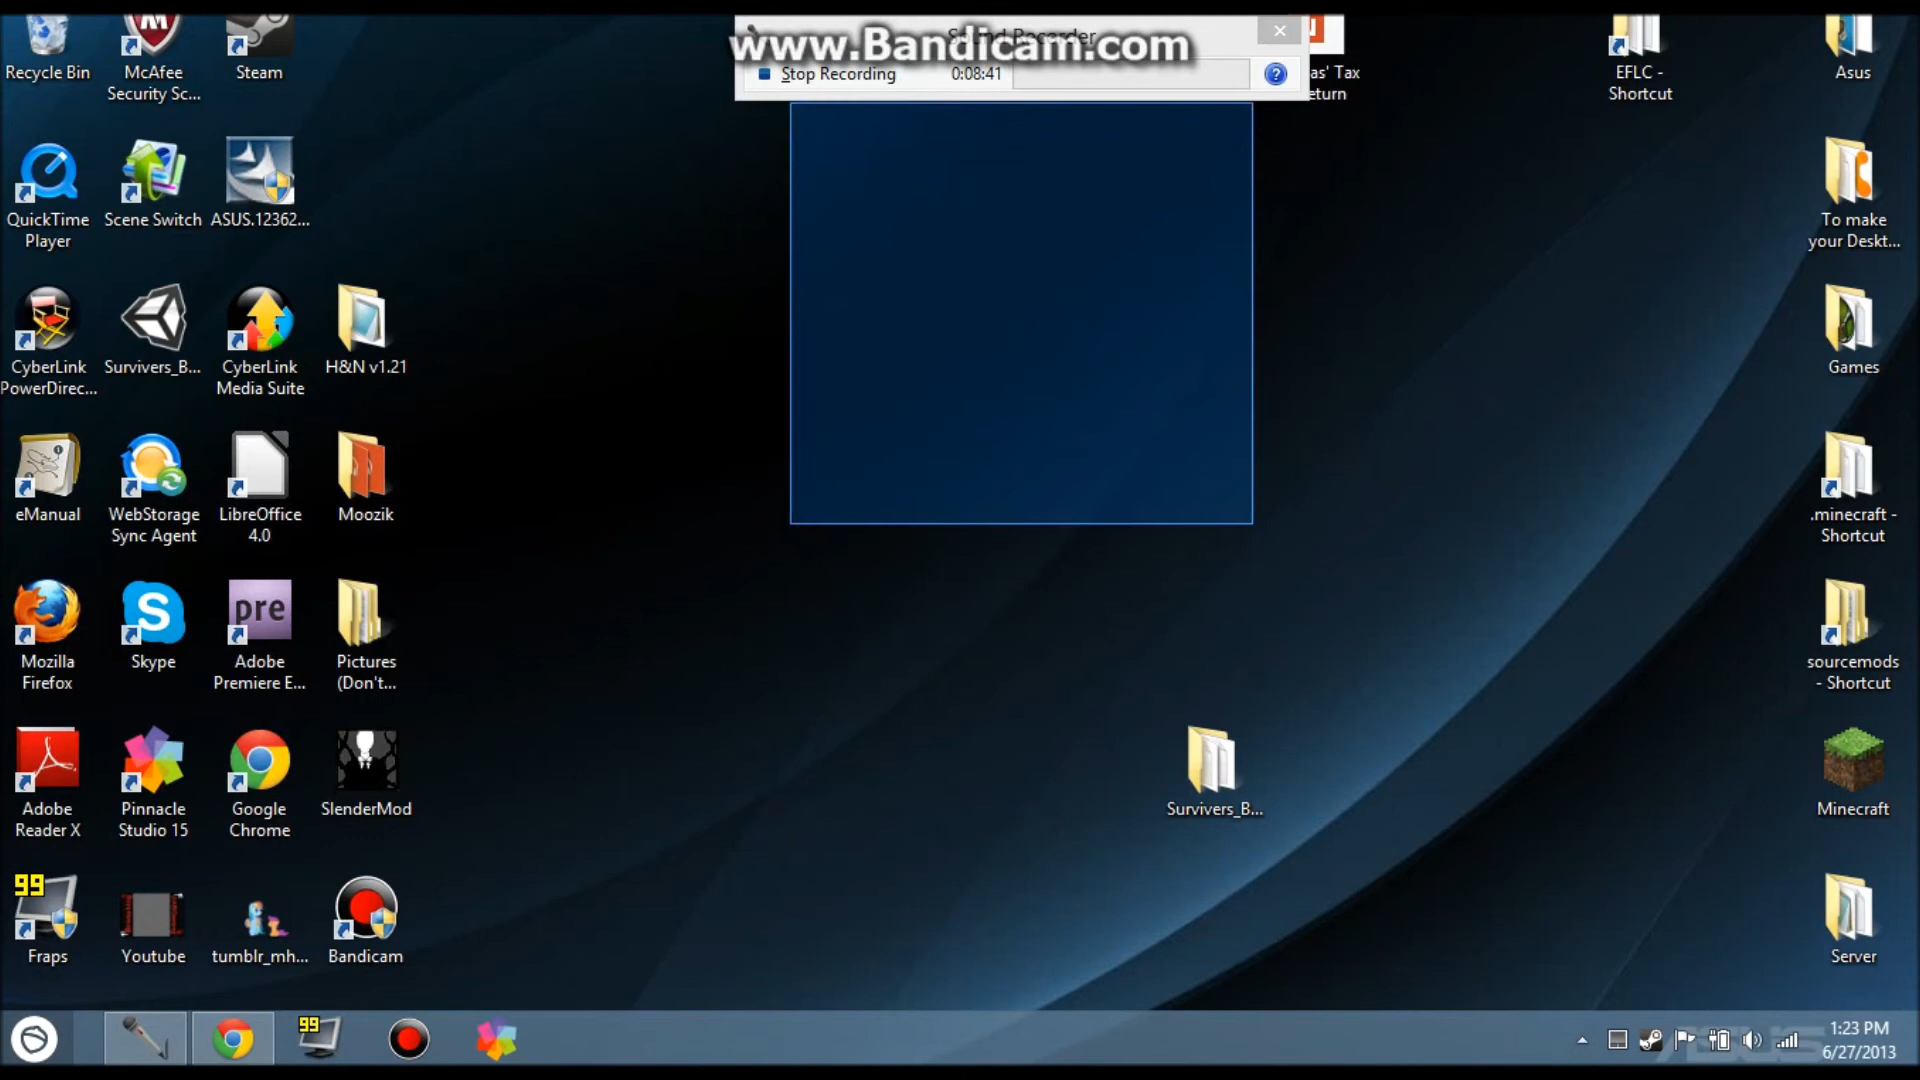 www.Bandicam.com
Sound Recorder
Stop Recording
0:08:41
Recycle Bin
McAfee
Security Sc...
Steam
as' Tax
eturn
EFLC -
Shortcut
Asus
QuickTime
Player
Scene Switch
ASUS.12362...
To make
your Deskt...
CyberLink
PowerDirec...
Survivers_B...
CyberLink
Media Suite
H&N v1.21
Games
eManual
WebStorage
Sync Agent
LibreOffice
4.0
Moozik
.minecraft -
Shortcut
pre
Mozilla
Firefox
Skype
Adobe
Premiere E...
Pictures
(Don't...
sourcemods
- Shortcut
Adobe
Reader X
Pinnacle
Studio 15
Google
Chrome
SlenderMod
Survivers_B...
Minecraft
99
Fraps
Youtube
tumblr_mh...
Bandicam
Server
99
ASUS
1:23 PM
6/27/2013